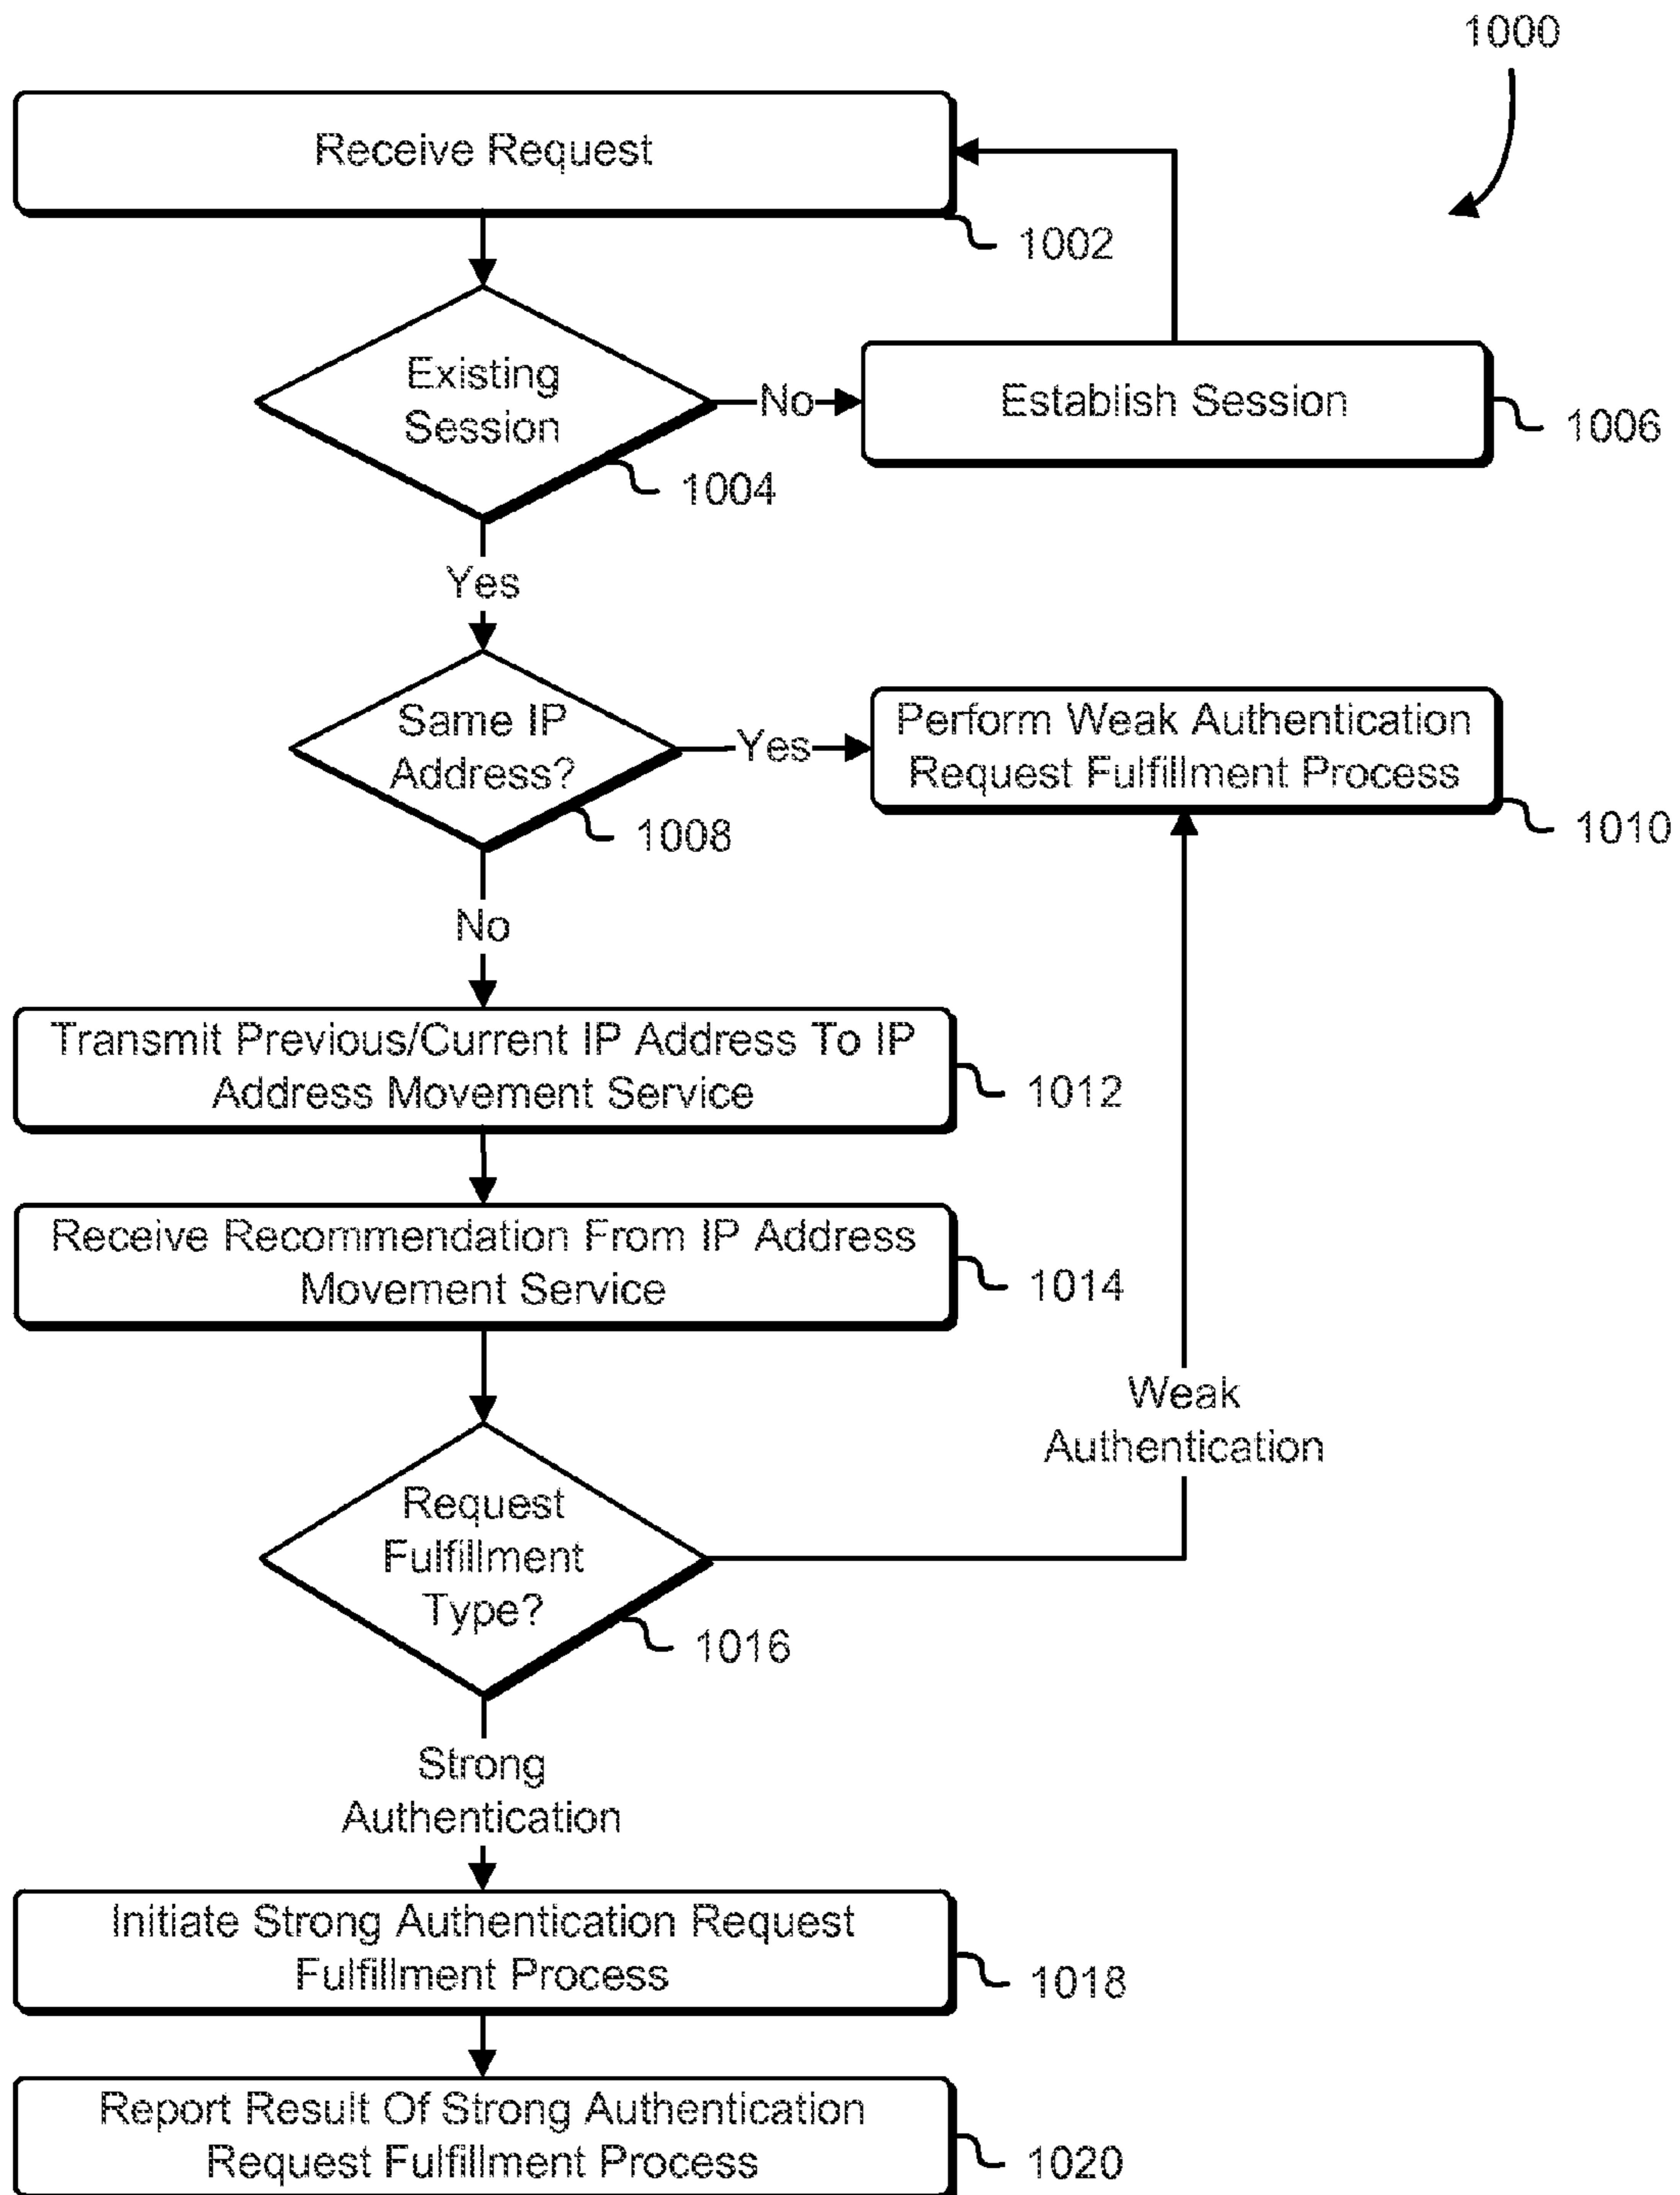 1000
Receive Request
1002
Existing
Session
No
Establish Session
1006
1004
Yes
Same IP
Address?
Yes
Perform Weak Authentication
Request Fulfillment Process
1008
1010
No
Transmit Previous/Current IP Address To IP
Address Movement Service
1012
Receive Recommendation From IP Address
Movement Service
1014
Weak
Authentication
Request
Fulfillment
Type?
1016
Strong
Authentication
Initiate Strong Authentication Request
Fulfillment Process
1018
Report Result Of Strong Authentication
Request Fulfillment Process
1020